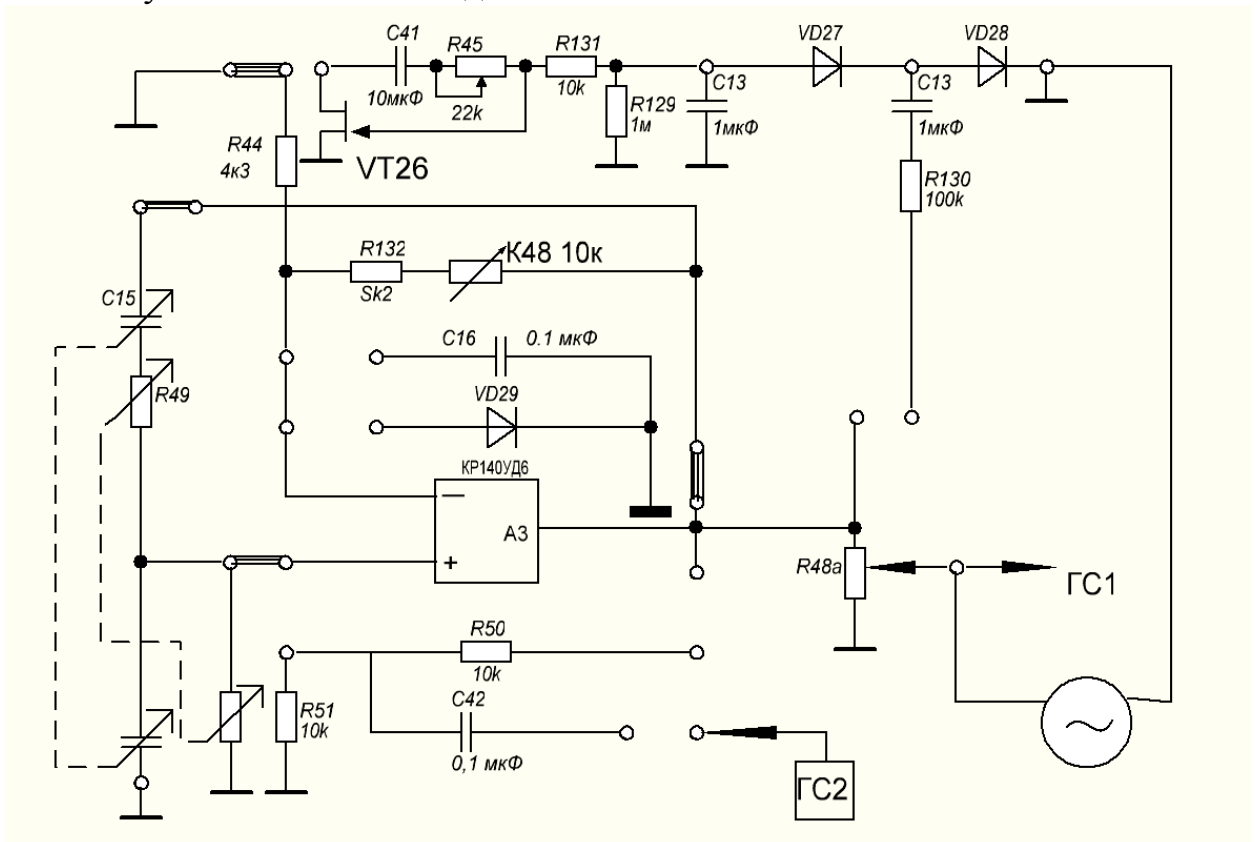 C41
10мкФ
R45
22k
R131
10k
R129
1м
C13
1мкФ
VD27
C13
1мкФ
VD28
R130
100k
R44
4к3
VT26
R132
Sk2
К48 10к
C15
R49
C16 0.1 мкФ
VD29
КР140УД6
—
+
А3
R48а
ГС1
R50
10k
R51
10k
C42
0,1 мкФ
ГС2